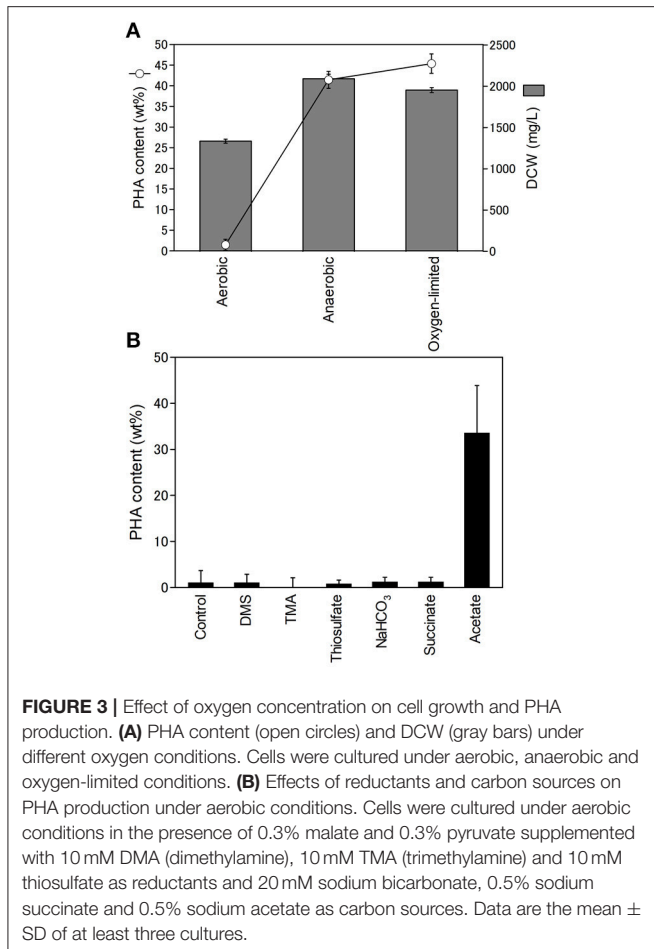 A
PHA content (wt%)
50
45
40
35
30
25
20
15
10
5
0
2500
2000
1500
1000
500
0
DCW (mg/L)
Aerobic
Anaerobic
Oxygen-limited
B
PHA content (wt%)
50
40
30
20
10
0
Control
DMS
TMA
Thiosulfate
NaHCO₃
Succinate
Acetate
FIGURE 3 | Effect of oxygen concentration on cell growth and PHA
production. (A) PHA content (open circles) and DCW (gray bars) under
different oxygen conditions. Cells were cultured under aerobic, anaerobic and
oxygen-limited conditions. (B) Effects of reductants and carbon sources on
PHA production under aerobic conditions. Cells were cultured under aerobic
conditions in the presence of 0.3% malate and 0.3% pyruvate supplemented
with 10 mM DMA (dimethylamine), 10 mM TMA (trimethylamine) and 10 mM
thiosulfate as reductants and 20 mM sodium bicarbonate, 0.5% sodium
succinate and 0.5% sodium acetate as carbon sources. Data are the mean ±
SD of at least three cultures.